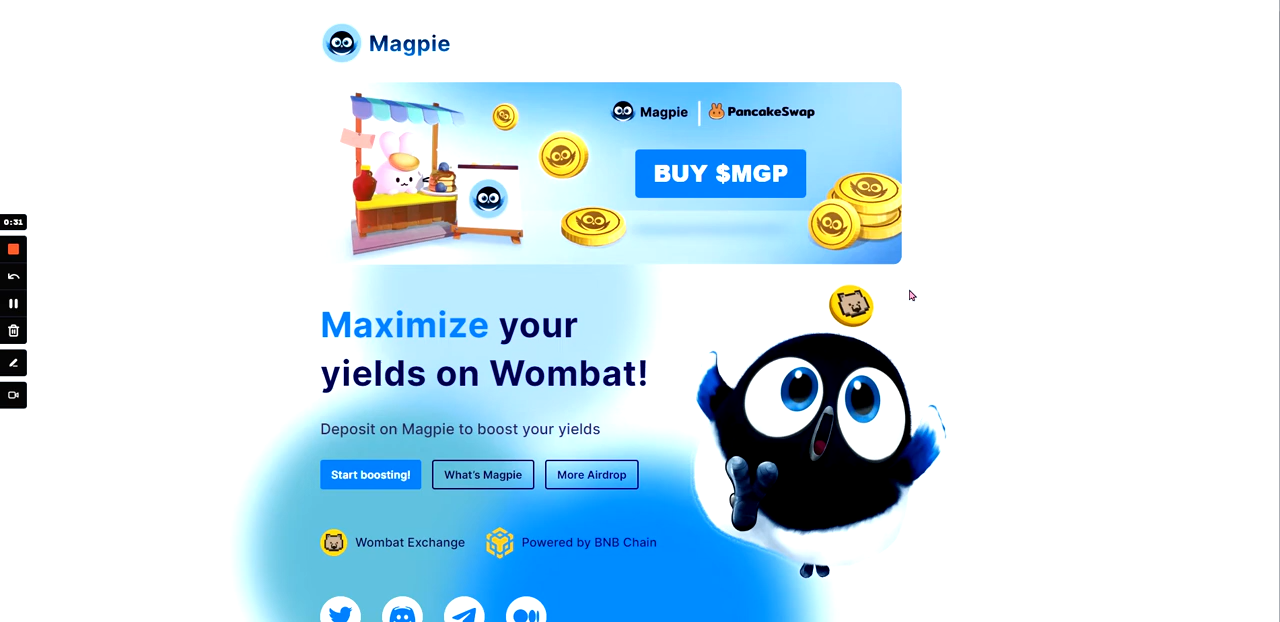 Magpie
Magpie | PancakeSwap
BUY $MGP
0:31
Maximize your
yields on Wombat!
Deposit on Magpie to boost your yields
Start boosting! What's Magpie More Airdrop
Wombat Exchange Powered by BNB Chain